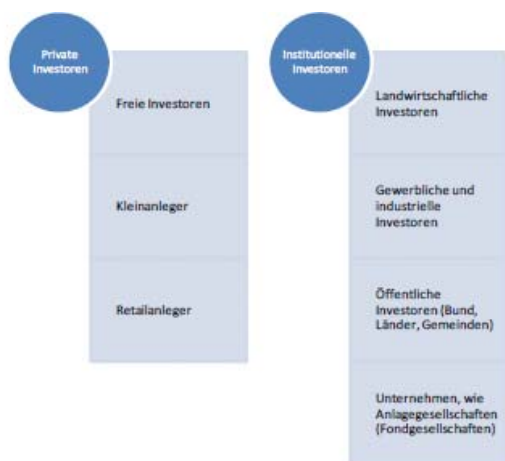 Private
Investoren
Freie Investoren
Kleinanleger
Retailanleger
Institutionelle
Investoren
Landwirtschaftliche
Investoren
Gewerbliche und
industrielle
Investoren
Öffentliche
Investoren (Bund,
Länder, Gemeinden)
Unternehmen, wie
Anlagegesellschaften
(Fondgesellschaften)